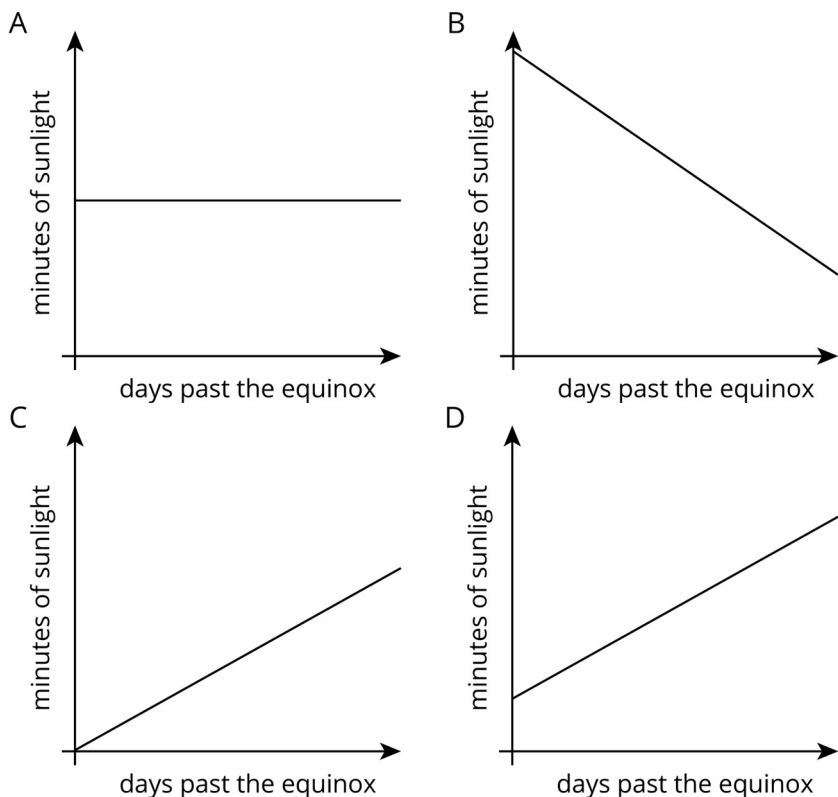 A
minutes of sunlight
days past the equinox
B
minutes of sunlight
days past the equinox
C
minutes of sunlight
days past the equinox
D
minutes of sunlight
days past the equinox